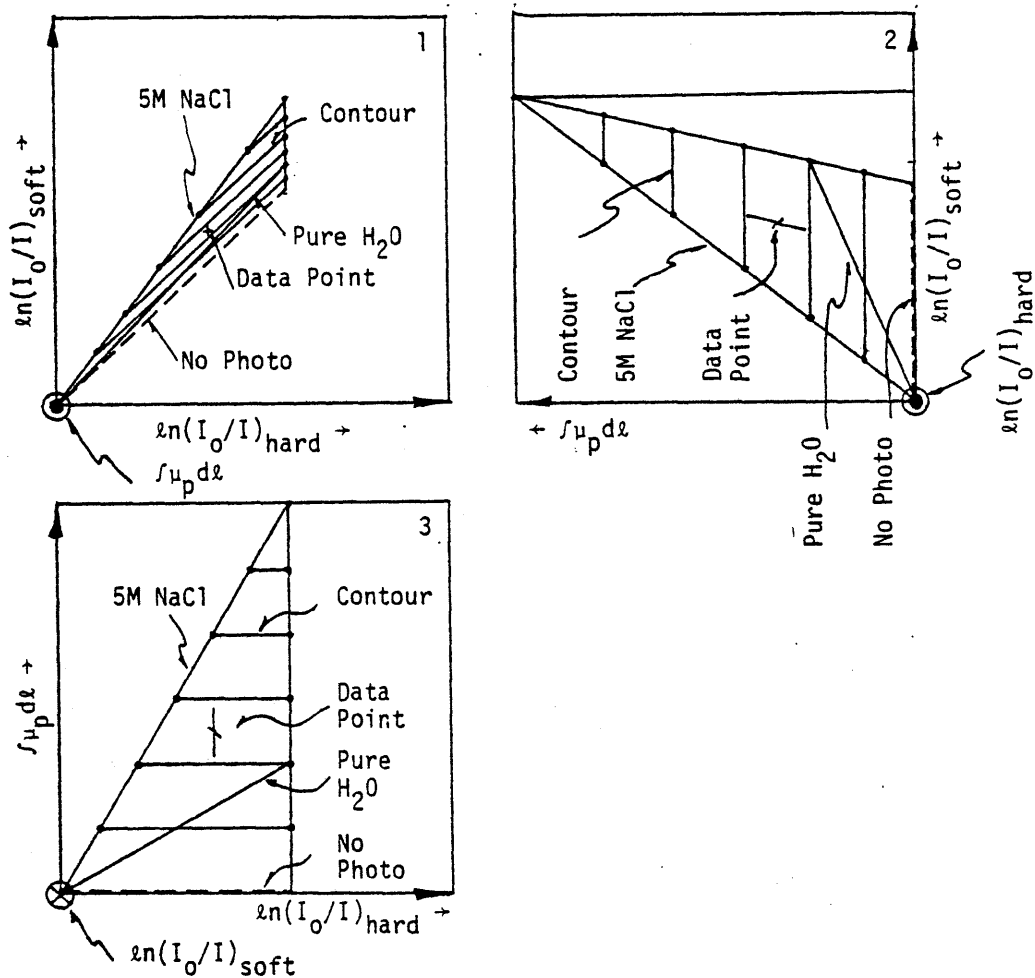 1
5M NaCl
Contour
ln(I₀/I)soft →
Pure H₂O
Data Point
No Photo
ln(I₀/I)hard →
∫μₚdℓ
2
Contour
5M NaCl
Data
Point
← ∫μₚdℓ
Pure H₂O
No Photo
ln(I₀/I)soft →
ln(I₀/I)hard
3
5M NaCl
Contour
∫μₚdℓ →
Data
Point
Pure
H₂O
No
Photo
ln(I₀/I)hard →
ln(I₀/I)soft